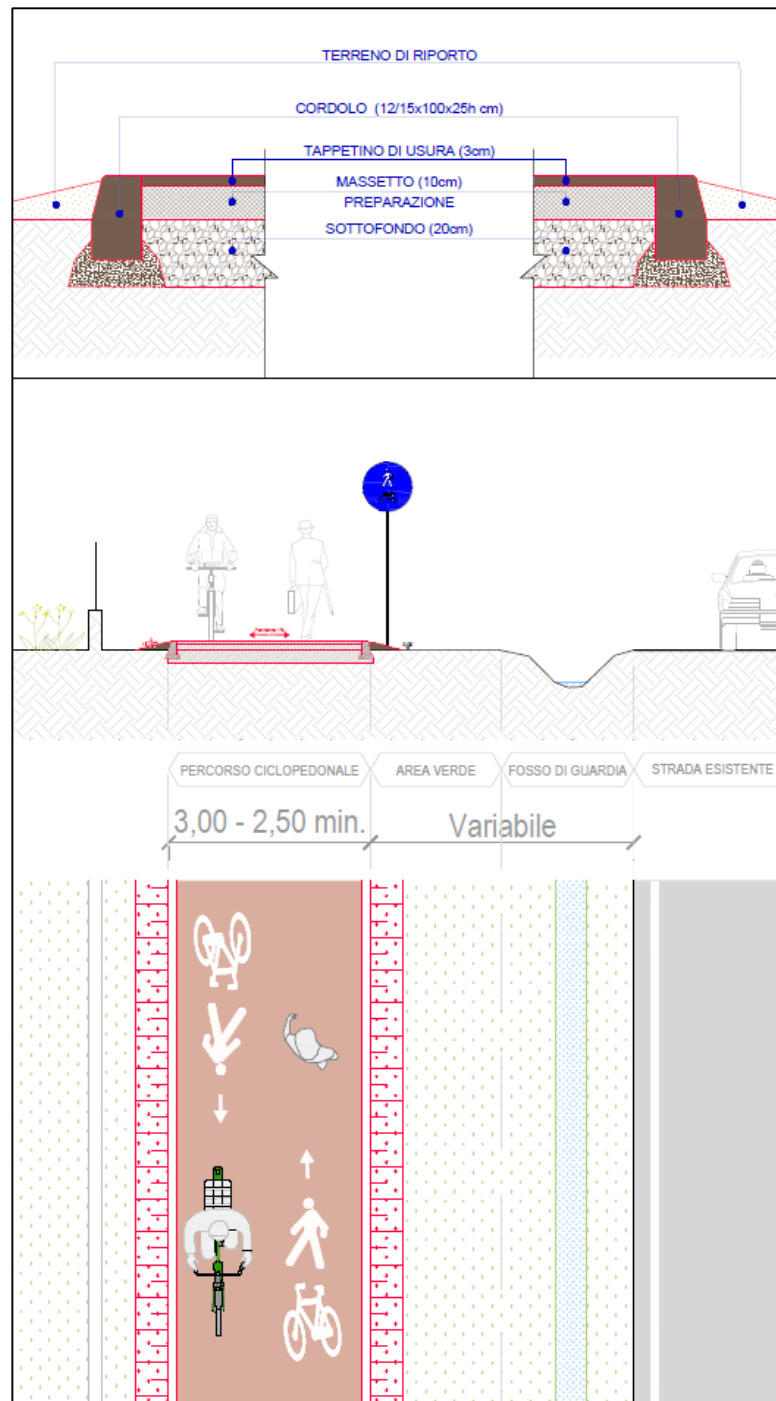 TERRENO DI RIPORTO
CORDOLO (12/15x100x25h cm)
TAPPETINO DI USURA (3cm)
MASSETTO (10cm)
PREPARAZIONE
SOTTOFONDO (20cm)
PERCORSO CICLOPEDONALE
AREA VERDE
FOSSO DI GUARDIA
STRADA ESISTENTE
3,00 - 2,50 min.
Variabile